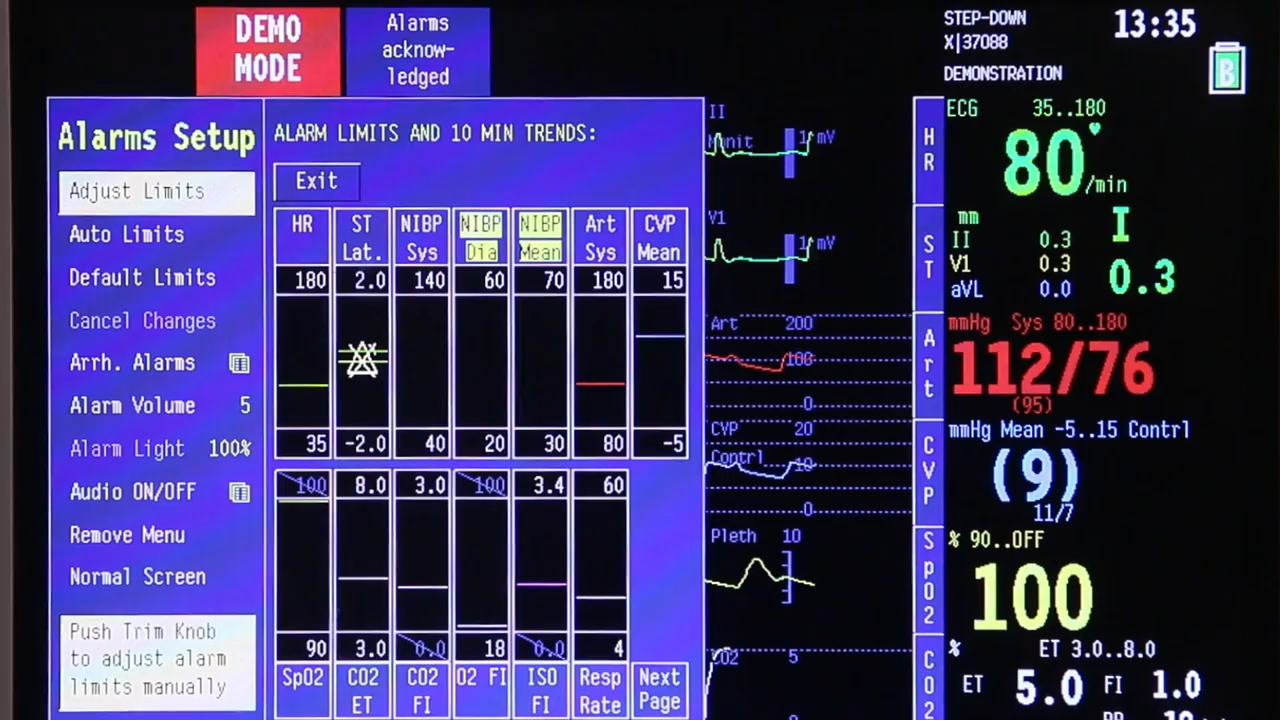 DEMO
MODE
Alarms
acknow-
ledged
STEP-DOWN
X|37088
DEMONSTRATION
13:35
B
Alarms Setup
Adjust Limits
Auto Limits
Default Limits
Cancel Changes
Arrh. Alarms
Alarm Volume 5
Alarm Light 100%
Audio ON/OFF
Remove Menu
Normal Screen
Push Trim Knob
to adjust alarm
limits manually
ALARM LIMITS AND 10 MIN TRENDS:
Exit
HR ST NIBP NIBP NIBP Art CVP
Lat. Sys Dia Mean Sys Mean
180 2.0 140 60 70 180 15
35 -2.0 40 20 30 80 -5
100 8.0 3.0 100 3.4 60
90 3.0 0.0 18 0.0 4
SpO2 CO2 CO2 O2 FI ISO Resp Next
ET FI FI Rate Page
II
Monit 1 mV
V1
1 mV
Art 200
100
0
CVP 20
Contrl 10
0
Pleth 10
CO2 5
0
HR
ECG 35..180
80/min
ST
mm
II 0.3
V1 0.3
aVL 0.0
I
0.3
Art
mmHg Sys 80..180
112/76
(95)
CVP
mmHg Mean -5..15 Contrl
(9)
11/7
SpO2
% 90..OFF
100
CO2
% ET 3.0..8.0
ET 5.0 FI 1.0